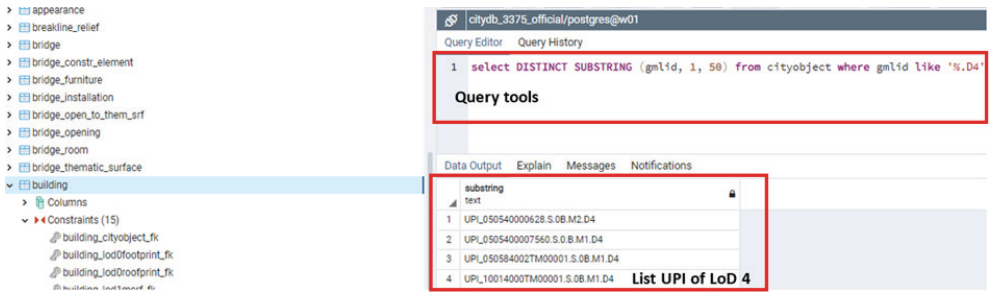 appearance
breakline_relief
bridge
bridge_constr_element
bridge_furniture
bridge_installation
bridge_open_to_them_srf
bridge_opening
bridge_room
bridge_thematic_surface
building
Columns
Constraints (15)
building_cityobject_fk
building_lod0footprint_fk
building_lod0roofprint_fk
building_lod1msrf_fk
citydb_3375_official/postgres@w01
Query Editor Query History
1 select DISTINCT SUBSTRING (gmlid, 1, 50) from cityobject where gmlid like '%.D4'
Query tools
Data Output Explain Messages Notifications
substring
text
1 UPI_050540000628.S.0B.M2.D4
2 UPI_0505400007560.S.0.B.M1.D4
3 UPI_050584002TM00001.S.0B.M1.D4
4 UPI_10014000TM00001.S.0B.M1.D4
List UPI of LoD 4